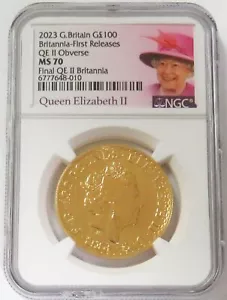 2023 G.Britain G£100
Britannia-First Releases
QE II Obverse
MS 70
Final QE II Britannia
6777648-010
NGC
Queen Elizabeth II